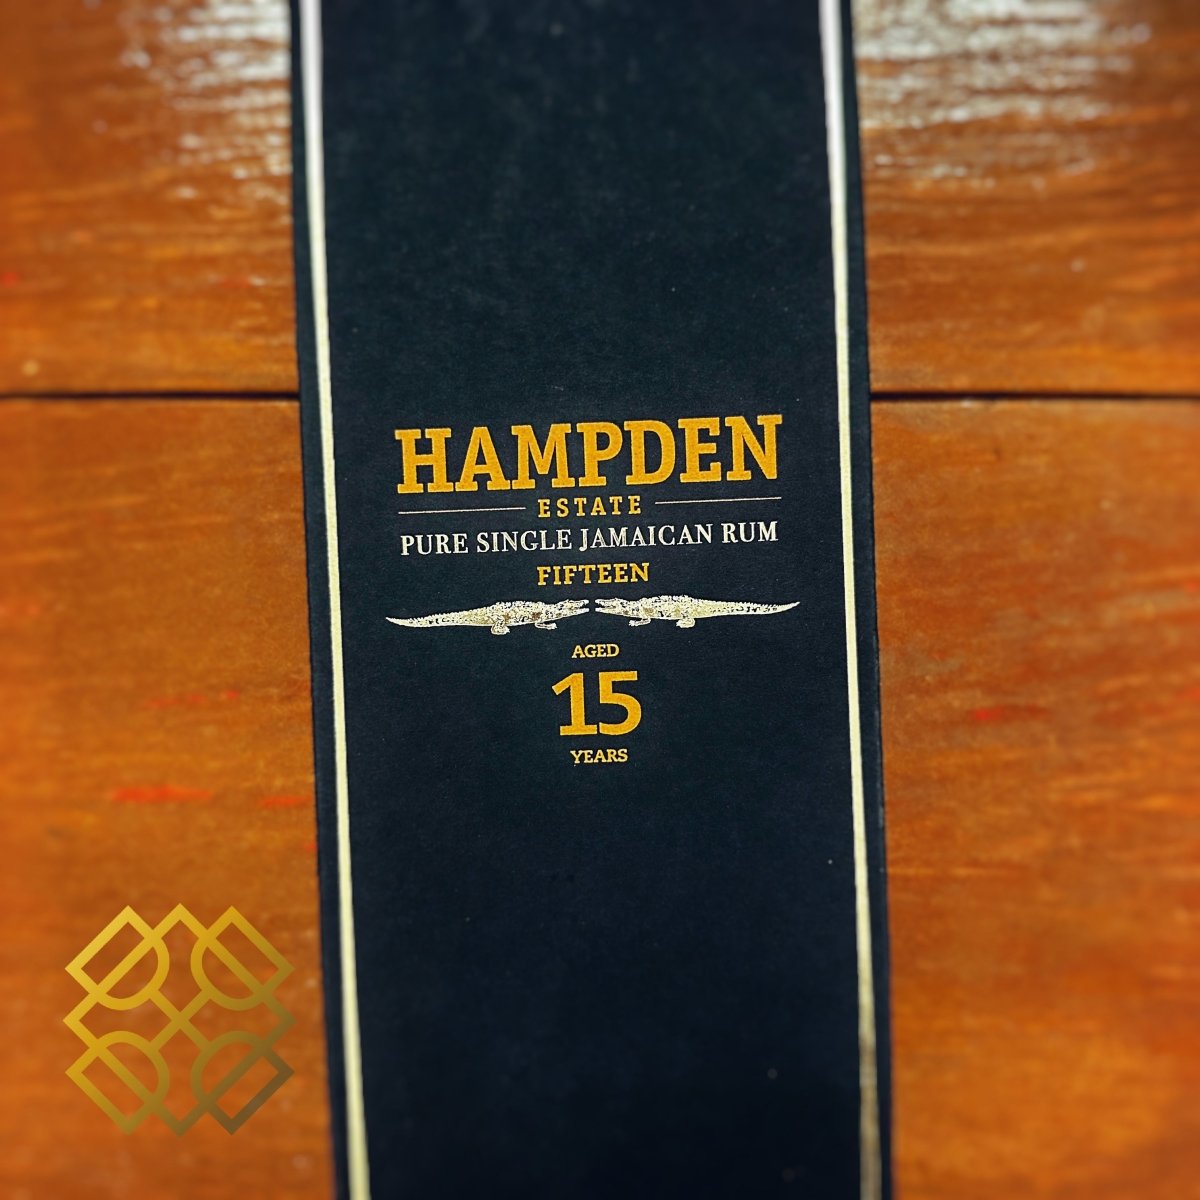 HAMPDEN
ESTATE
PURE SINGLE JAMAICAN RUM
FIFTEEN
AGED
15
YEARS